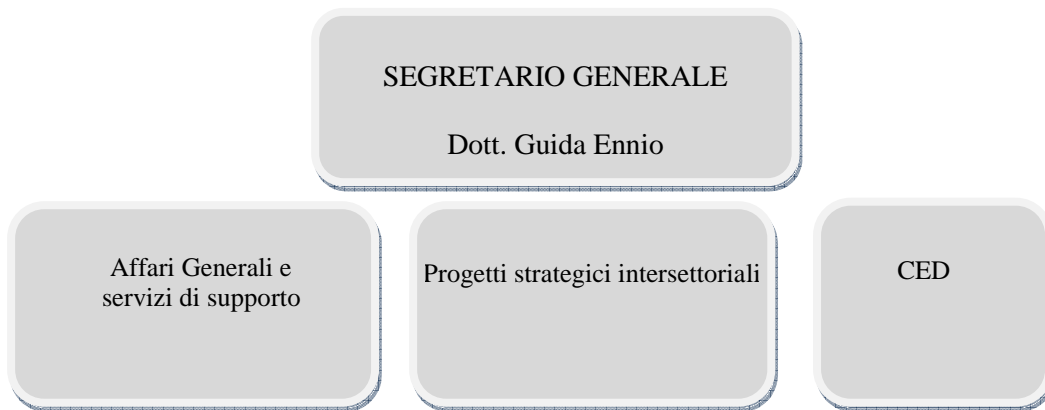 SEGRETARIO GENERALE
Dott. Guida Ennio
Affari Generali e
servizi di supporto
Progetti strategici intersettoriali
CED